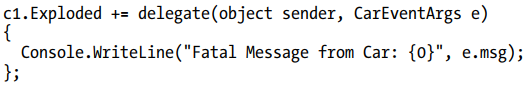 c1.Exploded += delegate(object sender, CarEventArgs e)
{
  Console.WriteLine("Fatal Message from Car: {0}", e.msg);
};